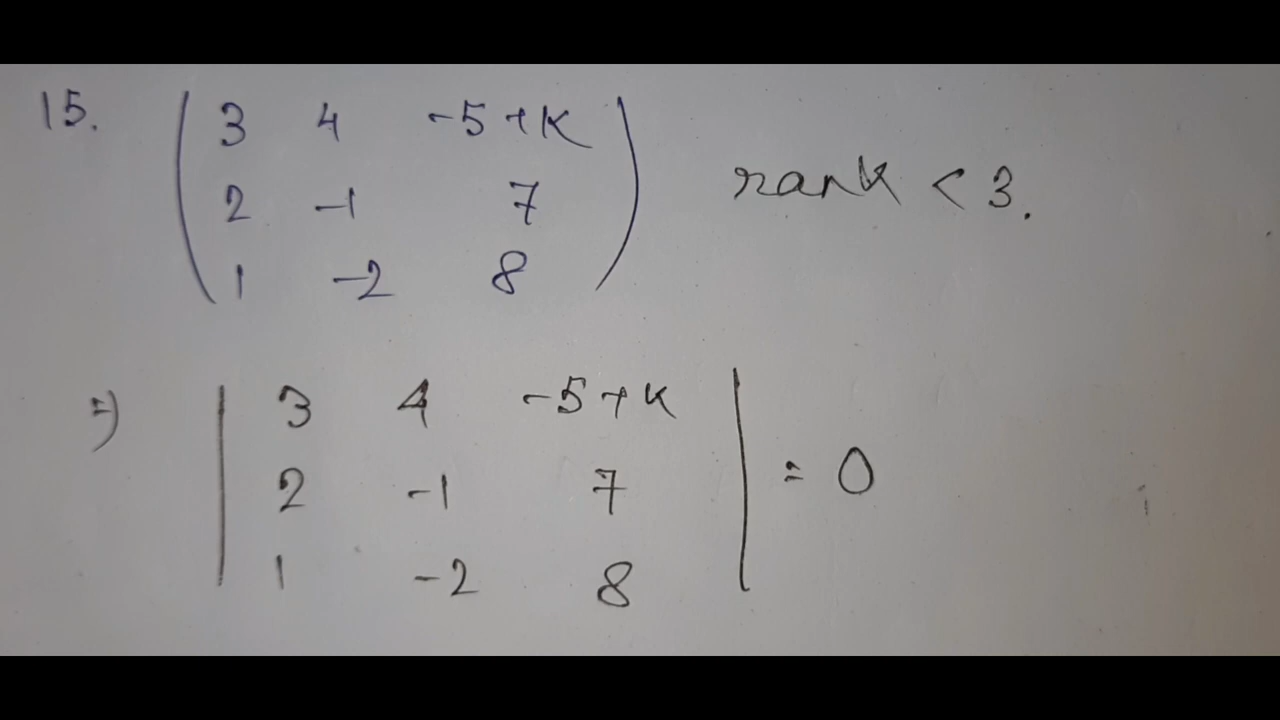 15. ( 3 4 -5+k ) rank < 3.
2 -1 7
1 -2 8
=) | 3 4 -5+k | = 0
2 -1 7
1 -2 8